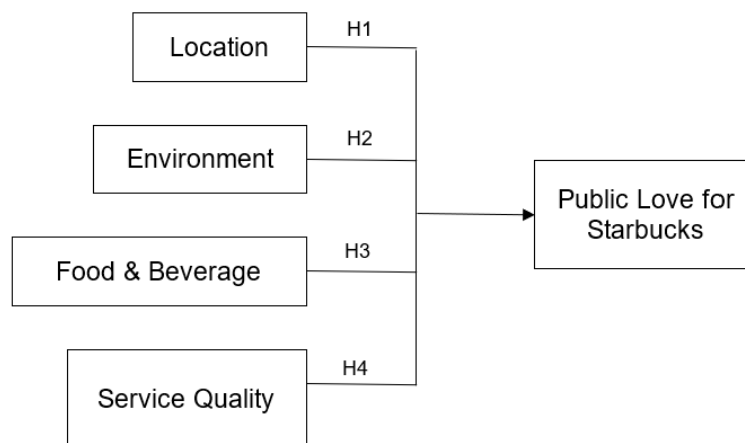 Location
H1
Environment
H2
Food & Beverage
H3
Service Quality
H4
Public Love for
Starbucks